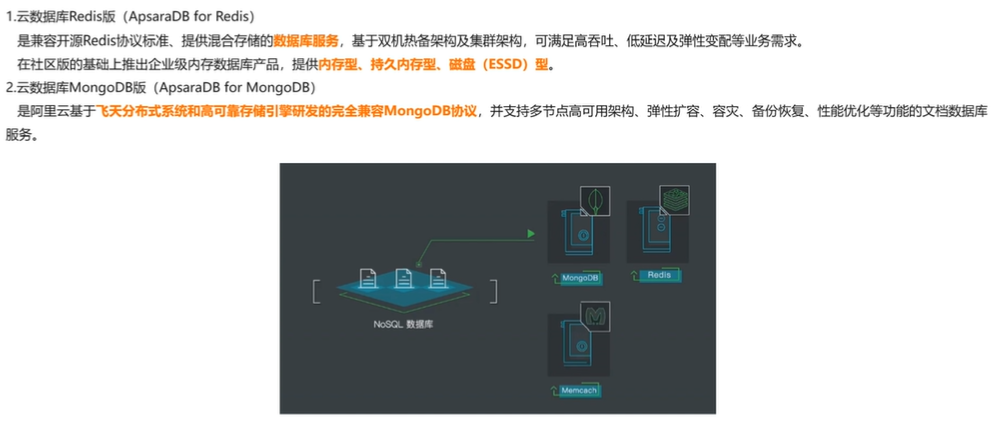 1.云数据库Redis版（ApsaraDB for Redis）
是兼容开源Redis协议标准、提供混合存储的数据库服务，基于双机热备架构及集群架构，可满足高吞吐、低延迟及弹性变配等业务需求。
在社区版的基础上推出企业级内存数据库产品，提供内存型、持久内存型、磁盘（ESSD）型。
2.云数据库MongoDB版（ApsaraDB for MongoDB）
是阿里云基于飞天分布式系统和高可靠存储引擎研发的完全兼容MongoDB协议，并支持多节点高可用架构、弹性扩容、容灾、备份恢复、性能优化等功能的文档数据库
服务。
MongoDB
Redis
NoSQL 数据库
Memcach